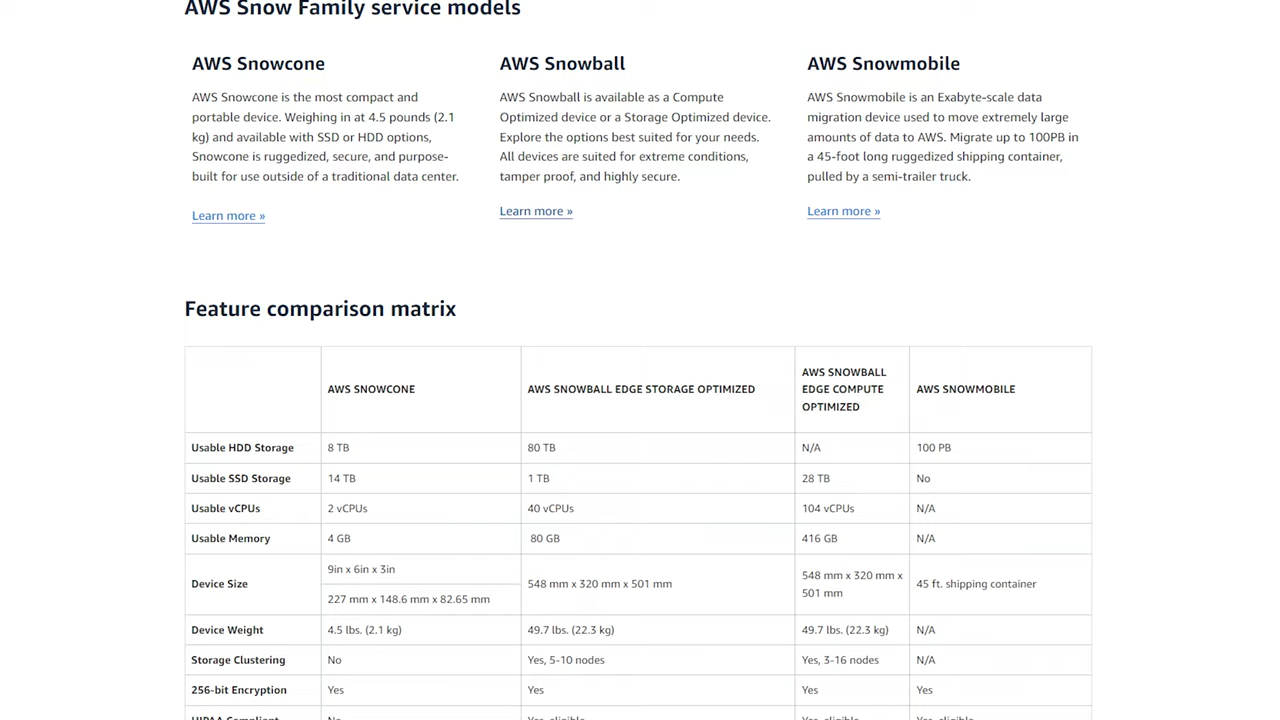 AWS Snow Family service models
AWS Snowcone
AWS Snowcone is the most compact and
portable device. Weighing in at 4.5 pounds (2.1
kg) and available with SSD or HDD options,
Snowcone is ruggedized, secure, and purpose-
built for use outside of a traditional data center.
Learn more »
AWS Snowball
AWS Snowball is available as a Compute
Optimized device or a Storage Optimized device.
Explore the options best suited for your needs.
All devices are suited for extreme conditions,
tamper proof, and highly secure.
Learn more »
AWS Snowmobile
AWS Snowmobile is an Exabyte-scale data
migration device used to move extremely large
amounts of data to AWS. Migrate up to 100PB in
a 45-foot long ruggedized shipping container,
pulled by a semi-trailer truck.
Learn more »
Feature comparison matrix
AWS SNOWCONE
AWS SNOWBALL EDGE STORAGE OPTIMIZED
AWS SNOWBALL
EDGE COMPUTE
OPTIMIZED
AWS SNOWMOBILE
Usable HDD Storage 8 TB 80 TB N/A 100 PB
Usable SSD Storage 14 TB 1 TB 28 TB No
Usable vCPUs 2 vCPUs 40 vCPUs 104 vCPUs N/A
Usable Memory 4 GB 80 GB 416 GB N/A
Device Size
9in x 6in x 3in
227 mm x 148.6 mm x 82.65 mm
548 mm x 320 mm x 501 mm
548 mm x 320 mm x
501 mm
45 ft. shipping container
Device Weight 4.5 lbs. (2.1 kg) 49.7 lbs. (22.3 kg) 49.7 lbs. (22.3 kg) N/A
Storage Clustering No Yes, 5-10 nodes Yes, 3-16 nodes N/A
256-bit Encryption Yes Yes Yes Yes
HIPAA Compliant No Yes, eligible Yes, eligible Yes, eligible